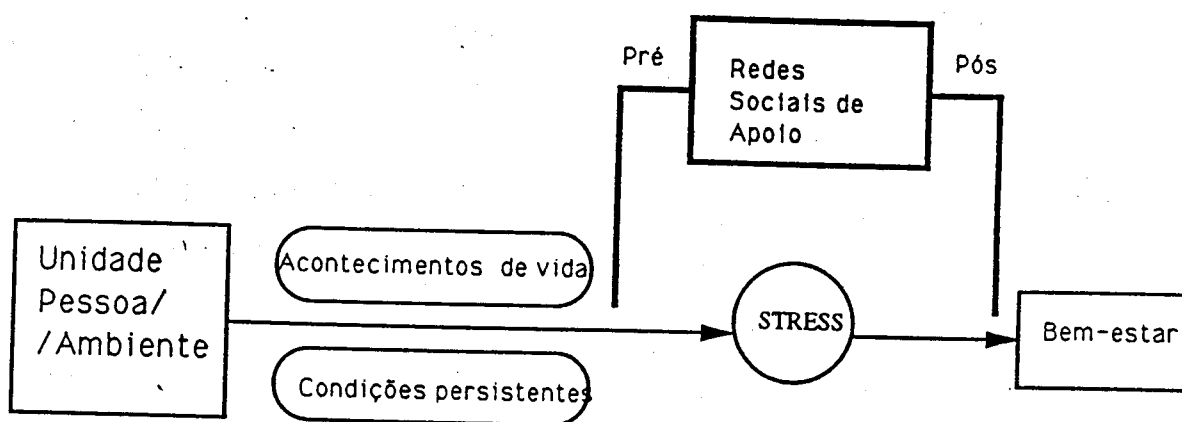 Pré
Redes
Sociais de
Apoio
Pós
Unidade
Pessoa/
/Ambiente
Acontecimentos de vida
Condições persistentes
STRESS
Bem-estar